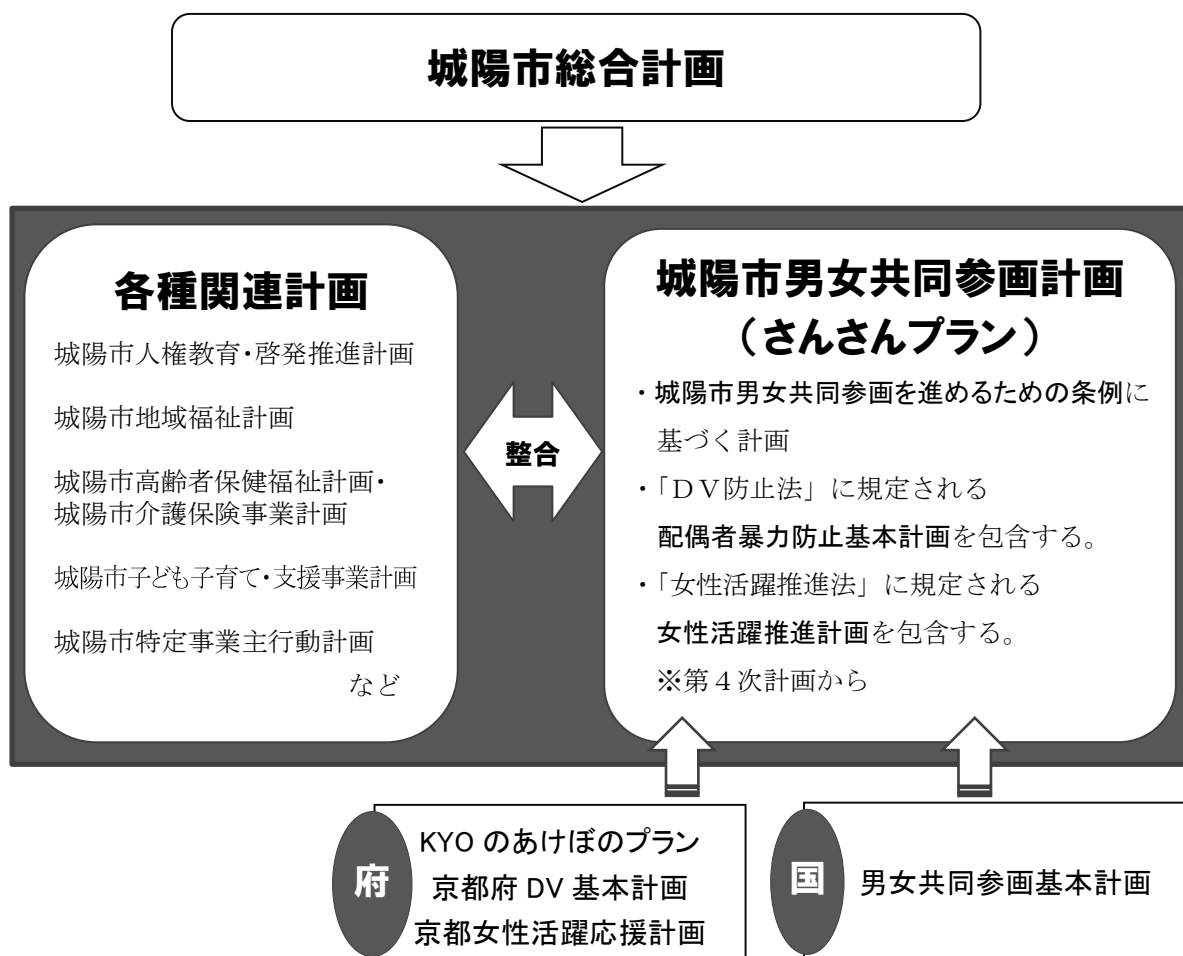 城陽市総合計画
各種関連計画
城陽市人権教育・啓発推進計画
城陽市地域福祉計画
城陽市高齢者保健福祉計画・
城陽市介護保険事業計画
城陽市子ども子育て・支援事業計画
城陽市特定事業主行動計画
など
整合
城陽市男女共同参画計画
（さんさんプラン）
・城陽市男女共同参画を進めるための条例に
基づく計画
・「ＤＶ防止法」に規定される
配偶者暴力防止基本計画を包含する。
・「女性活躍推進法」に規定される
女性活躍推進計画を包含する。
※第４次計画から
府
KYO のあけぼのプラン
京都府 DV 基本計画
京都女性活躍応援計画
国
男女共同参画基本計画